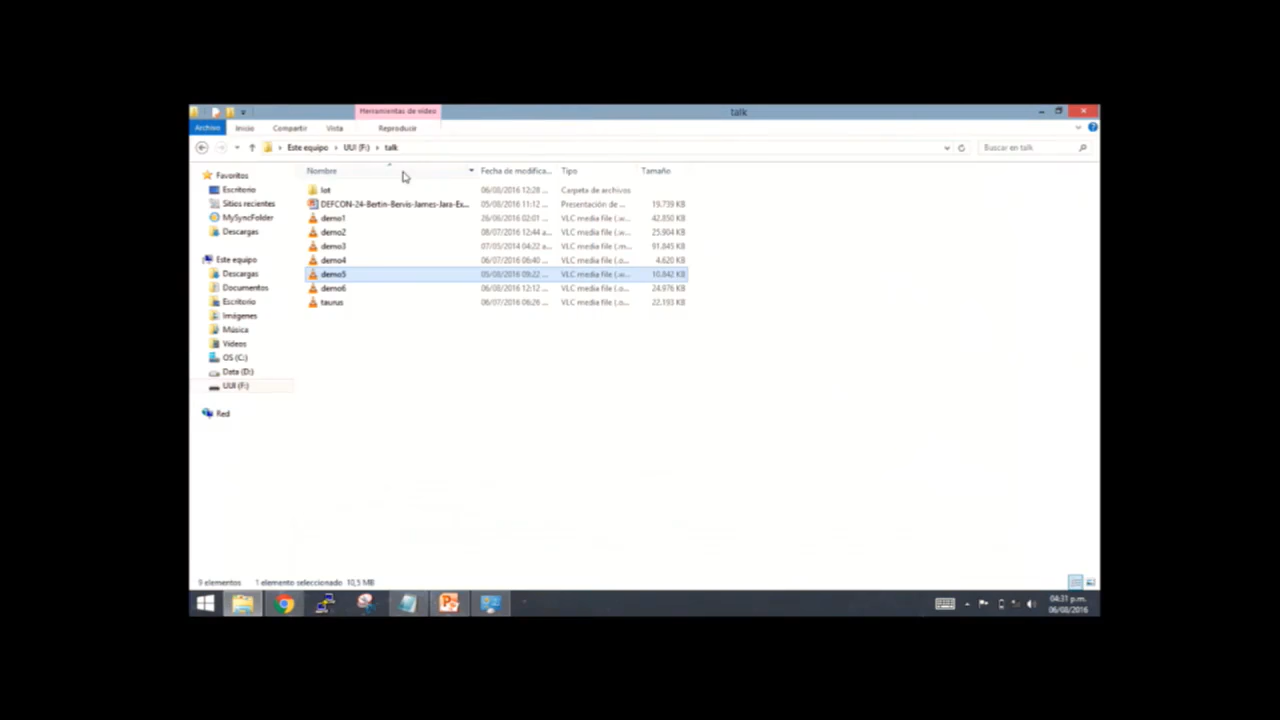 Herramientas de vídeo
talk
Archivo Inicio Compartir Vista Reproducir
Este equipo UUI (F:) talk
Buscar en talk
Nombre Fecha de modifica... Tipo Tamaño
Favoritos
Escritorio
Sitios recientes
MySyncFolder
Descargas
Este equipo
Descargas
Documentos
Escritorio
Imágenes
Música
Vídeos
OS (C:)
Data (D:)
UUI (F:)
Red
Iot 06/08/2016 12:28 ... Carpeta de archivos
DEFCON-24-Bertin-Bervis-James-Jara-Ex... 05/08/2016 11:12 ... Presentación de ... 19.739 KB
demo1 26/06/2016 02:01 ... VLC media file (.w... 42.850 KB
demo2 08/07/2016 12:44 a... VLC media file (.w... 25.904 KB
demo3 07/05/2014 04:22 a... VLC media file (.m... 91.845 KB
demo4 06/07/2016 06:40 ... VLC media file (.o... 4.620 KB
demo5 05/08/2016 09:22 ... VLC media file (.w... 10.842 KB
demo6 06/08/2016 12:12 ... VLC media file (.o... 24.976 KB
taurus 06/07/2016 06:26 ... VLC media file (.o... 22.193 KB
9 elementos 1 elemento seleccionado 10,5 MB
04:31 p.m.
06/08/2016